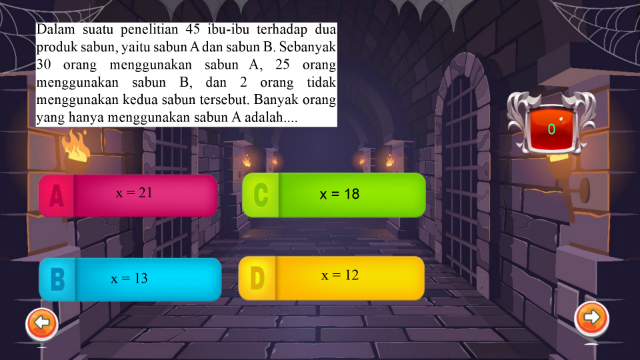 Dalam suatu penelitian 45 ibu-ibu terhadap dua
produk sabun, yaitu sabun A dan sabun B. Sebanyak
30 orang menggunakan sabun A, 25 orang
menggunakan sabun B, dan 2 orang tidak
menggunakan kedua sabun tersebut. Banyak orang
yang hanya menggunakan sabun A adalah....
0
A x = 21
C x = 18
B x = 13
D x = 12